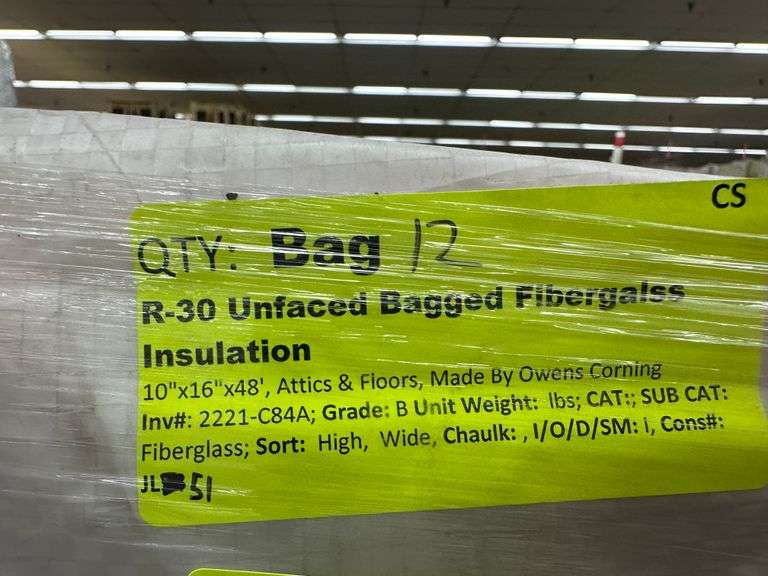 CS
QTY: Bag 12
R-30 Unfaced Bagged Fibergalss
Insulation
10"x16"x48', Attics & Floors, Made By Owens Corning
Inv#: 2221-C84A; Grade: B Unit Weight: lbs; CAT:; SUB CAT:
Fiberglass; Sort: High, Wide, Chaulk: , I/O/D/SM: i, Cons#:
JL 51